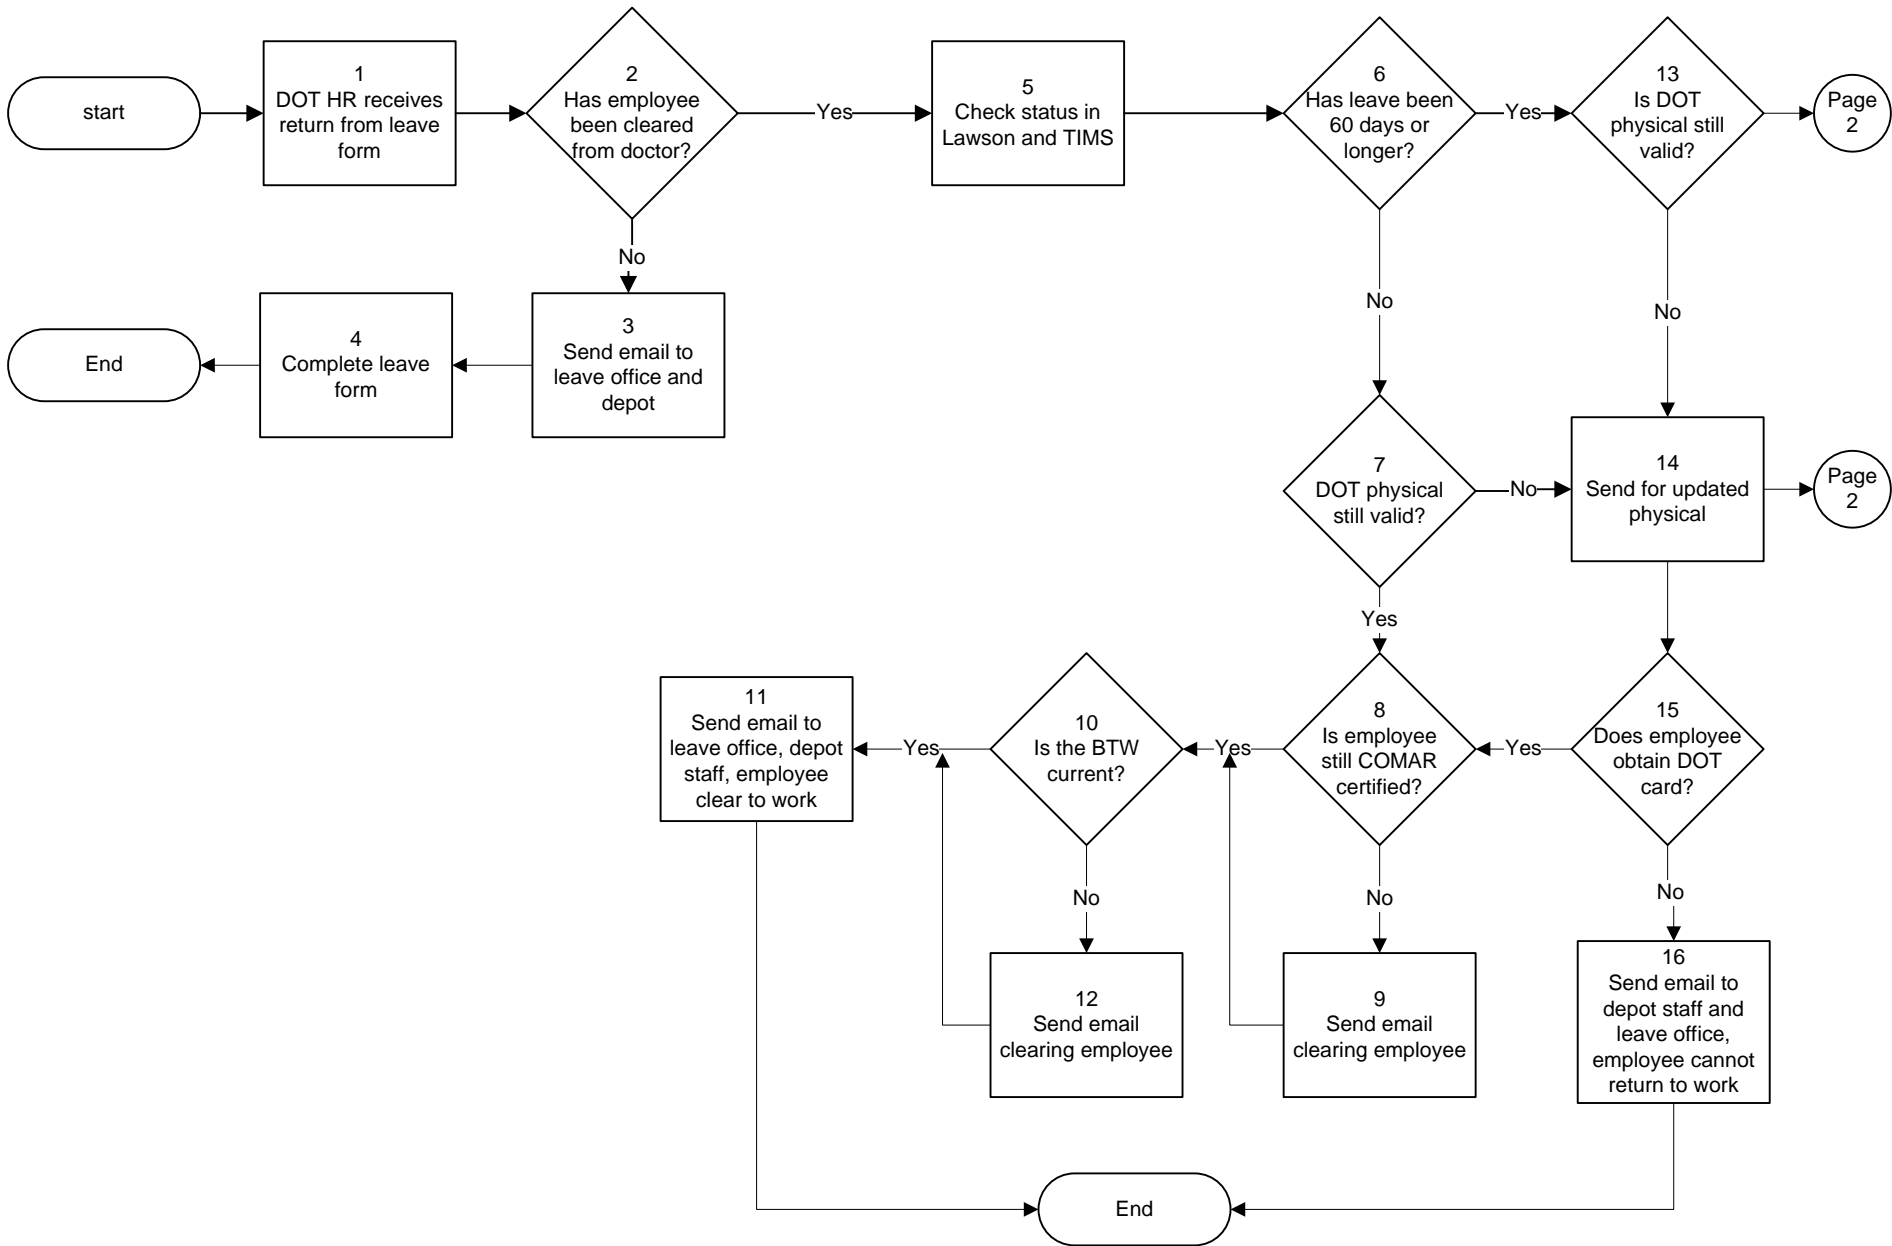 start
1
DOT HR receives
return from leave
form
2
Has employee
been cleared
from doctor?
Yes
5
Check status in
Lawson and TIMS
6
Has leave been
60 days or
longer?
Yes
13
Is DOT
physical still
valid?
Page
2
No
End
4
Complete leave
form
3
Send email to
leave office and
depot
No
No
7
DOT physical
still valid?
No
14
Send for updated
physical
Page
2
Yes
11
Send email to
leave office, depot
staff, employee
clear to work
Yes
10
Is the BTW
current?
Yes
8
Is employee
still COMAR
certified?
Yes
15
Does employee
obtain DOT
card?
No
No
No
12
Send email
clearing employee
9
Send email
clearing employee
16
Send email to
depot staff and
leave office,
employee cannot
return to work
End